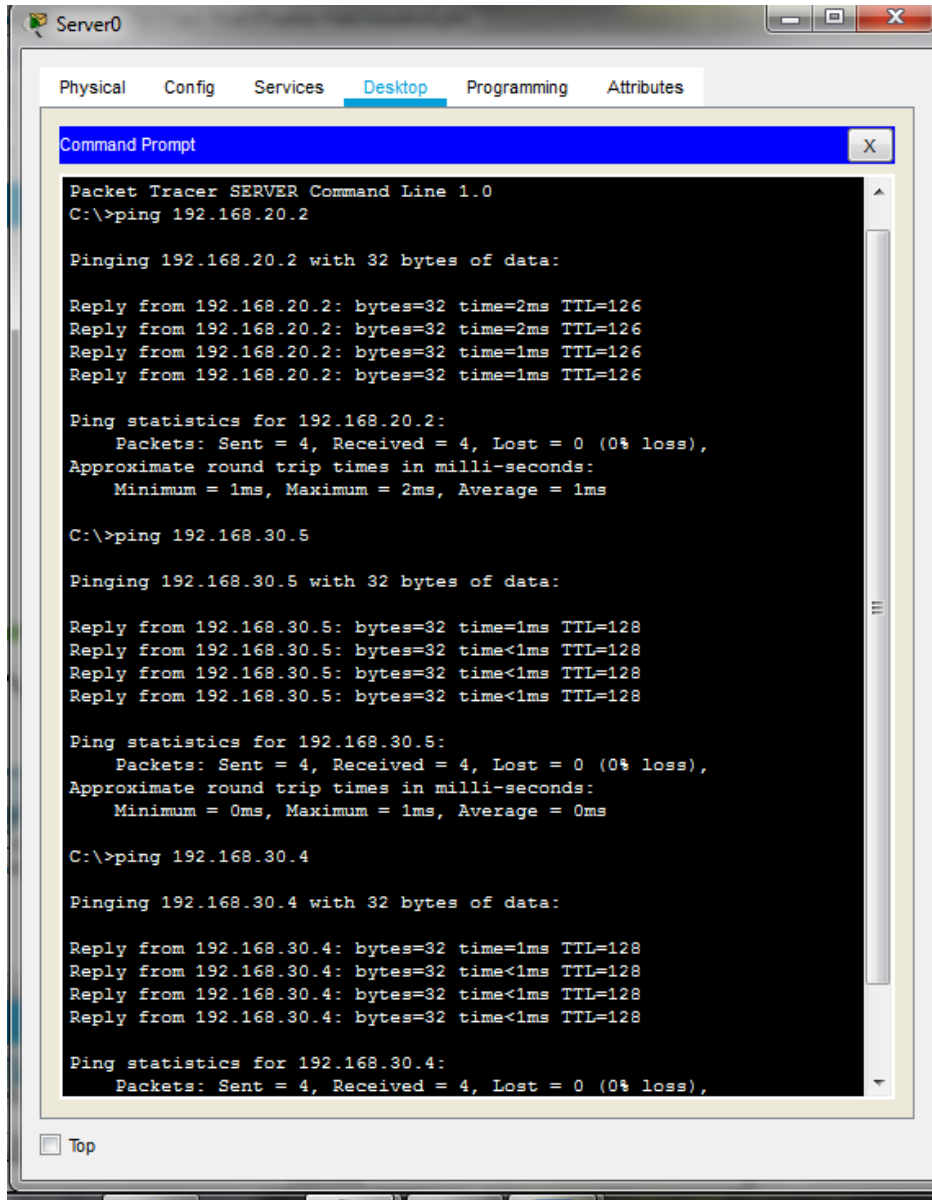 Server0
Physical Config Services Desktop Programming Attributes
Command Prompt
X
Packet Tracer SERVER Command Line 1.0
C:\>ping 192.168.20.2
Pinging 192.168.20.2 with 32 bytes of data:
Reply from 192.168.20.2: bytes=32 time=2ms TTL=126
Reply from 192.168.20.2: bytes=32 time=2ms TTL=126
Reply from 192.168.20.2: bytes=32 time=1ms TTL=126
Reply from 192.168.20.2: bytes=32 time=1ms TTL=126
Ping statistics for 192.168.20.2:
Packets: Sent = 4, Received = 4, Lost = 0 (0% loss),
Approximate round trip times in milli-seconds:
Minimum = 1ms, Maximum = 2ms, Average = 1ms
C:\>ping 192.168.30.5
Pinging 192.168.30.5 with 32 bytes of data:
Reply from 192.168.30.5: bytes=32 time=1ms TTL=128
Reply from 192.168.30.5: bytes=32 time<1ms TTL=128
Reply from 192.168.30.5: bytes=32 time<1ms TTL=128
Reply from 192.168.30.5: bytes=32 time<1ms TTL=128
Ping statistics for 192.168.30.5:
Packets: Sent = 4, Received = 4, Lost = 0 (0% loss),
Approximate round trip times in milli-seconds:
Minimum = 0ms, Maximum = 1ms, Average = 0ms
C:\>ping 192.168.30.4
Pinging 192.168.30.4 with 32 bytes of data:
Reply from 192.168.30.4: bytes=32 time=1ms TTL=128
Reply from 192.168.30.4: bytes=32 time<1ms TTL=128
Reply from 192.168.30.4: bytes=32 time<1ms TTL=128
Reply from 192.168.30.4: bytes=32 time<1ms TTL=128
Ping statistics for 192.168.30.4:
Packets: Sent = 4, Received = 4, Lost = 0 (0% loss),
Top